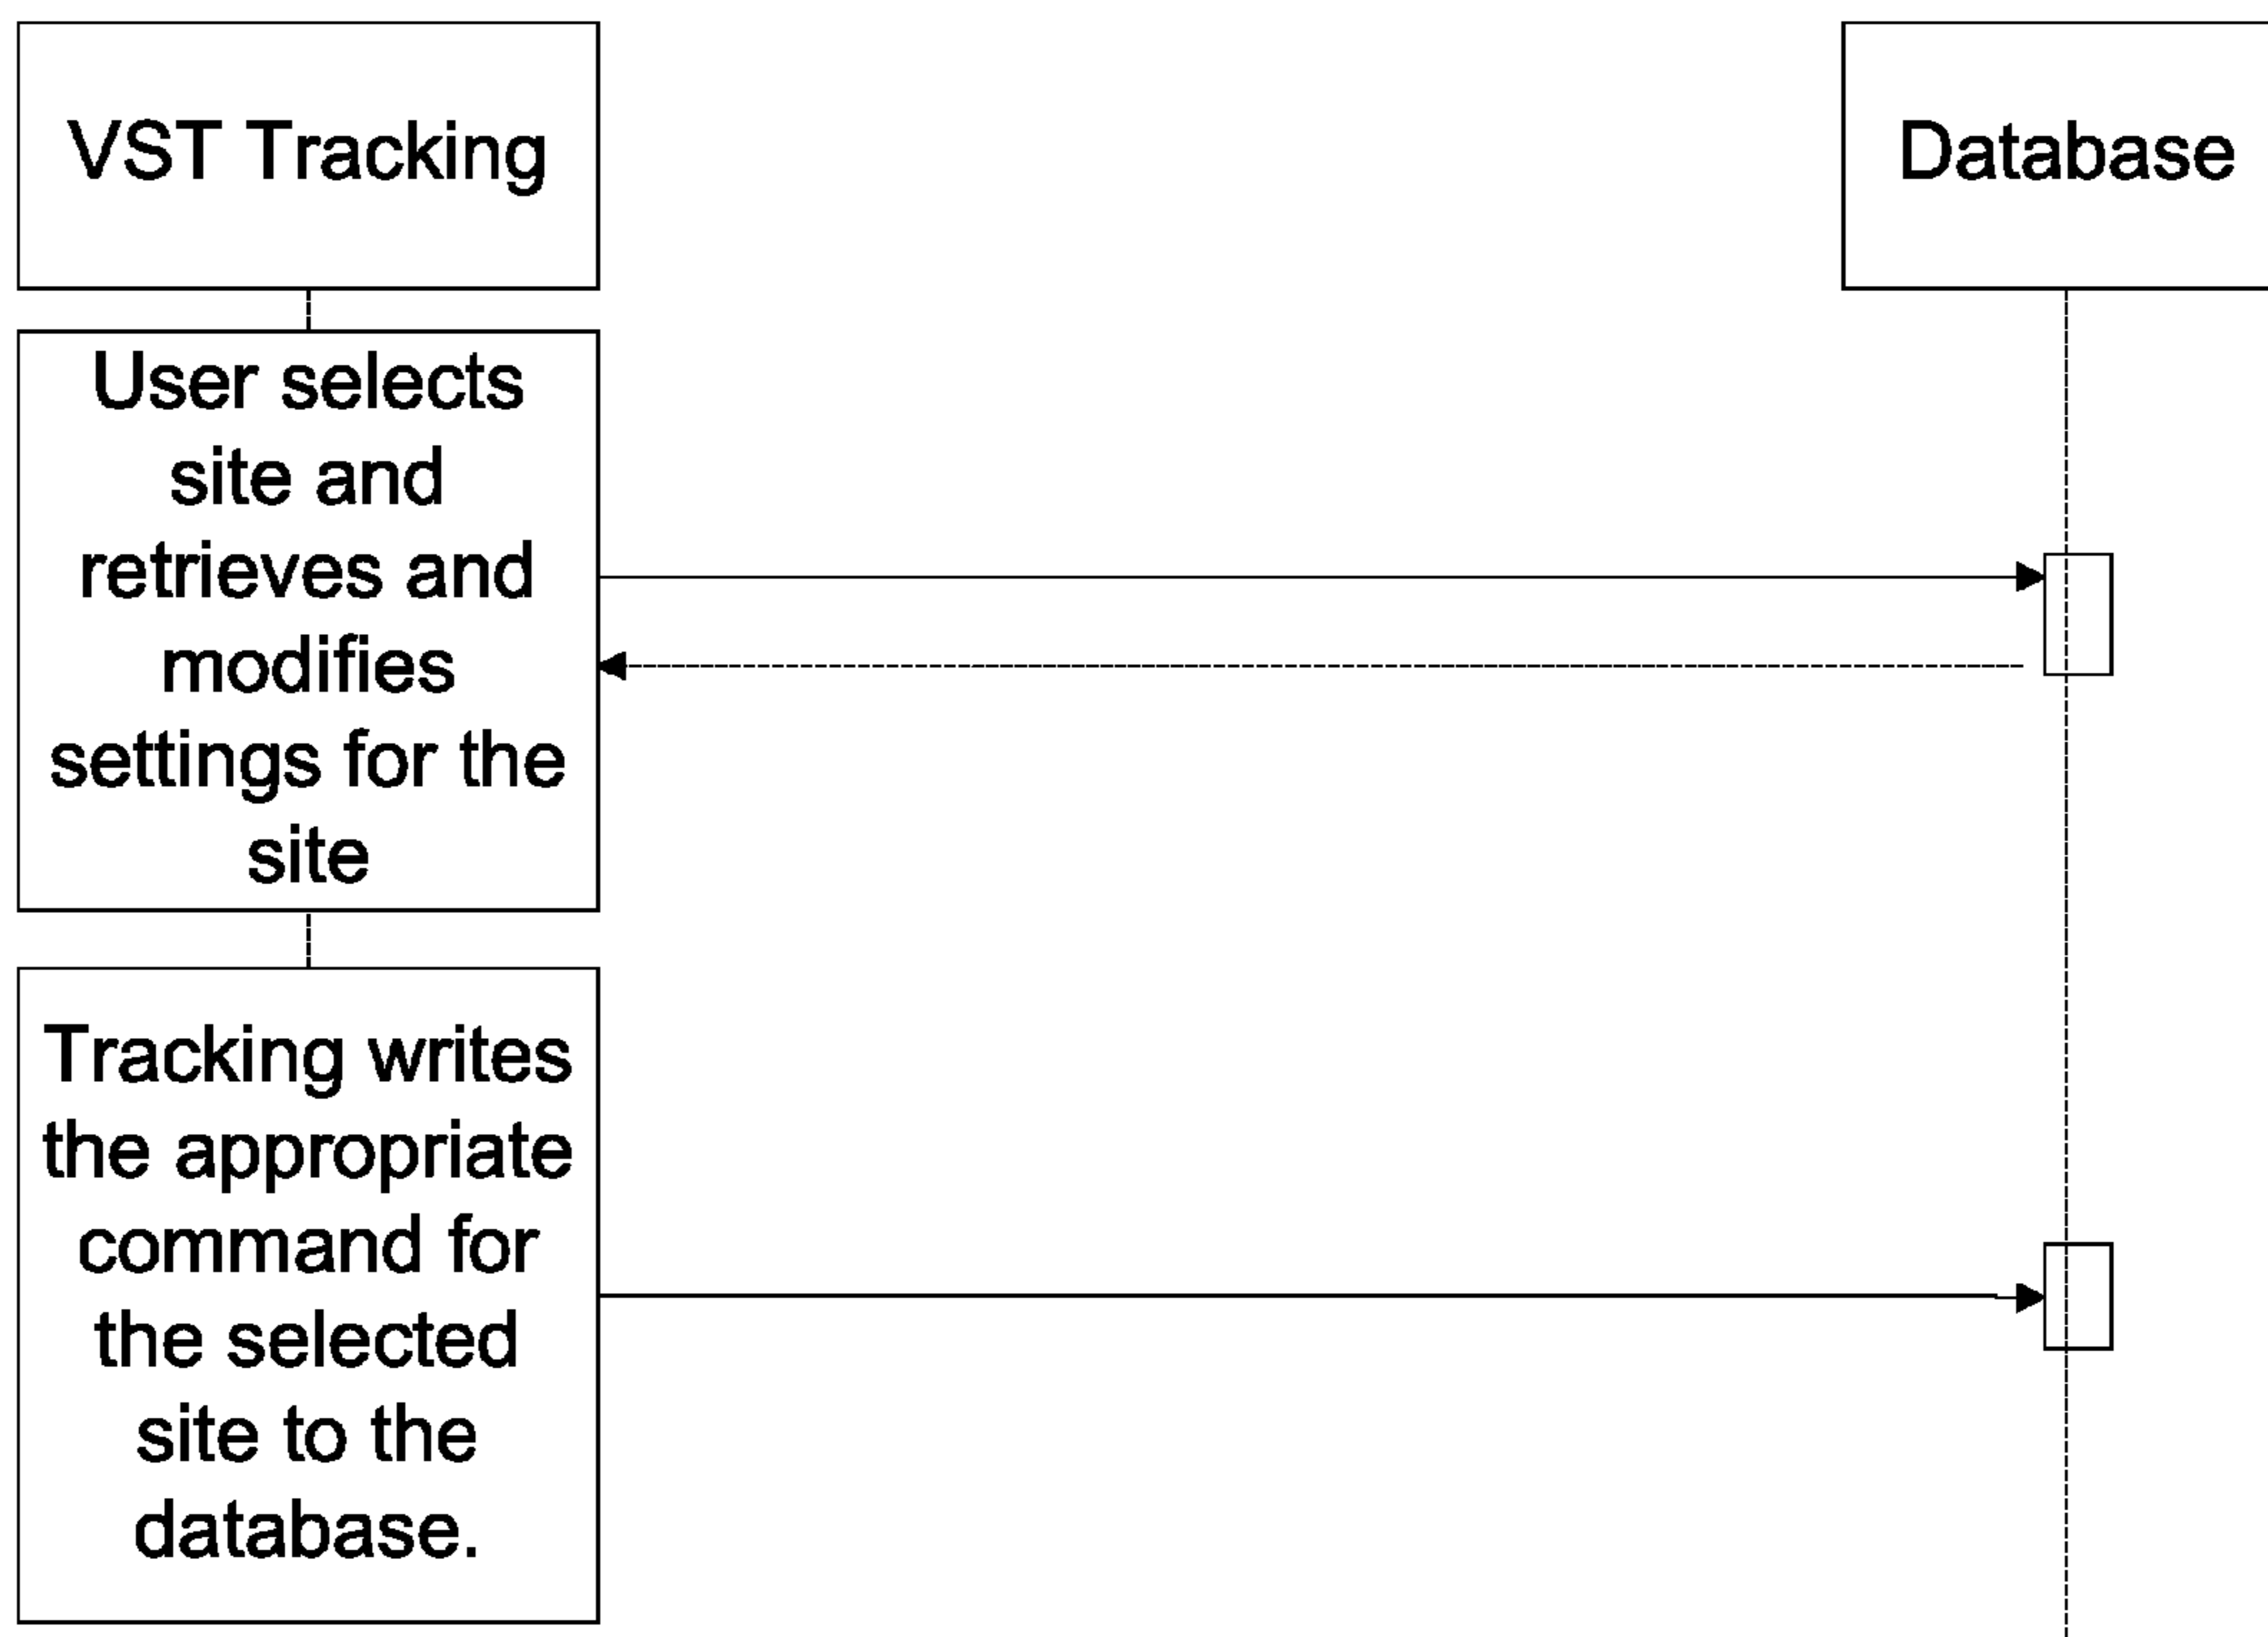 VST Tracking
Database
User selects
site and
retrieves and
modifies
settings for the
site
Tracking writes
the appropriate
command for
the selected
site to the
database.